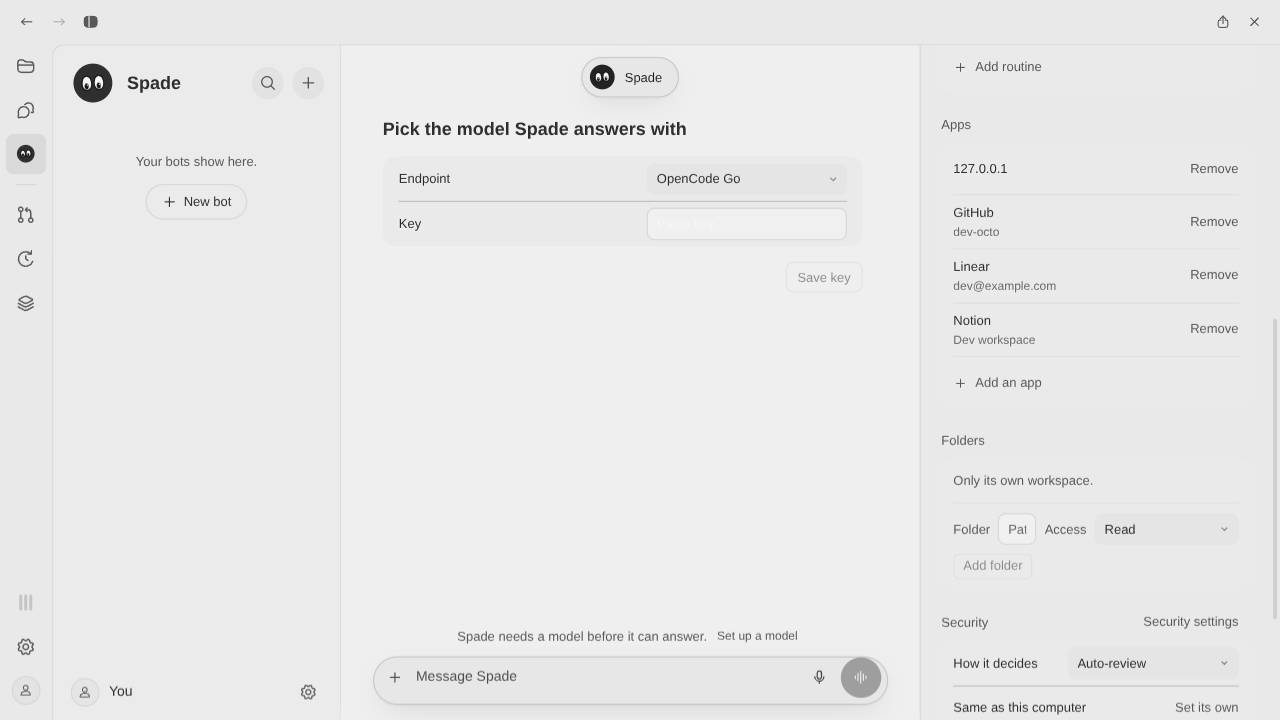 Spade
Your bots show here.
New bot
You
Spade
Pick the model Spade answers with
Endpoint
OpenCode Go
Key
Save key
Spade needs a model before it can answer. Set up a model
Message Spade
Add routine
Apps
127.0.0.1
Remove
GitHub
dev-octo
Remove
Linear
dev@example.com
Remove
Notion
Dev workspace
Remove
Add an app
Folders
Only its own workspace.
Folder
Pat
Access
Read
Add folder
Security
Security settings
How it decides
Auto-review
Same as this computer
Set its own